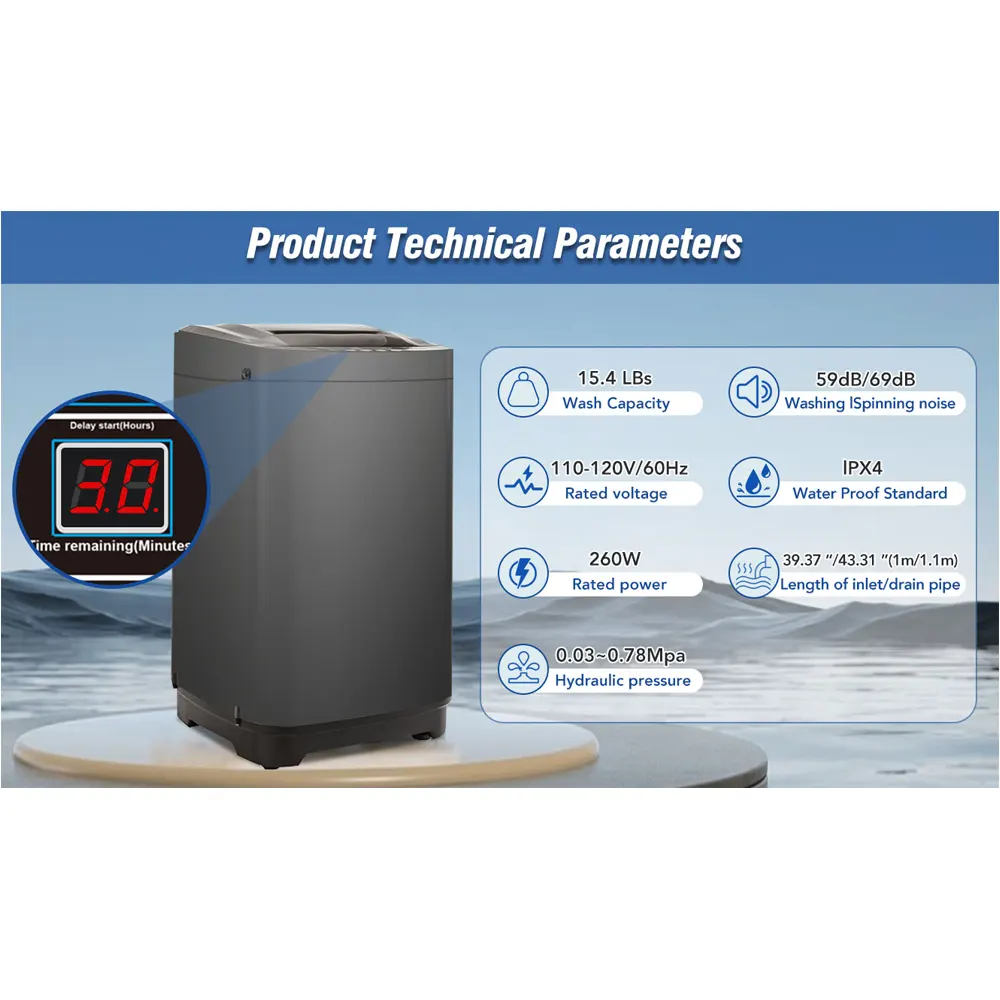 Product Technical Parameters
Delay start(Hours)
3.0.
Time remaining(Minutes
15.4 LBs
Wash Capacity
59dB/69dB
Washing lSpinning noise
110-120V/60Hz
Rated voltage
IPX4
Water Proof Standard
260W
Rated power
39.37 ″/43.31 ″(1m/1.1m)
Length of inlet/drain pipe
0.03~0.78Mpa
Hydraulic pressure